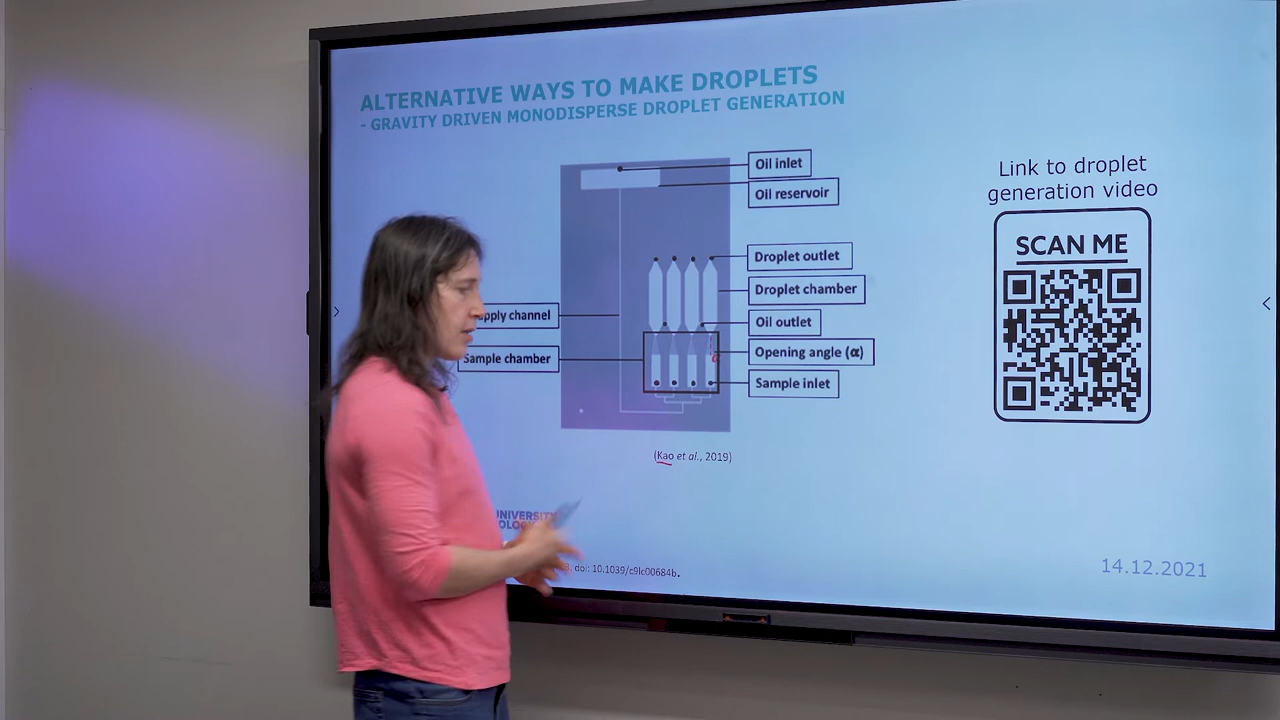 ALTERNATIVE WAYS TO MAKE DROPLETS
- GRAVITY DRIVEN MONODISPERSE DROPLET GENERATION
Oil inlet
Oil reservoir
Droplet outlet
Droplet chamber
Oil outlet
Opening angle (α)
Sample inlet
channel
Sample chamber
(Kao et al., 2019)
Link to droplet
generation video
SCAN ME
UNIVERSITY
doi: 10.1039/c9lc00684b.
14.12.2021